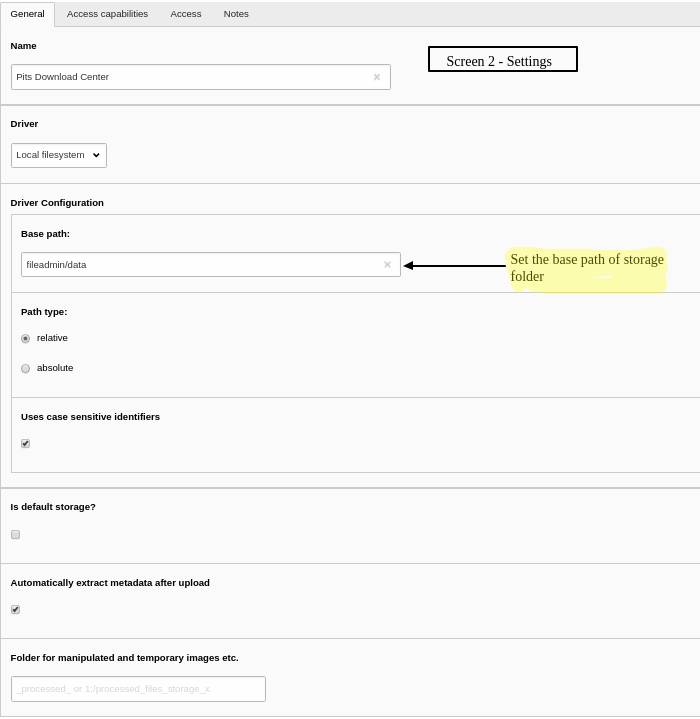 General Access capabilities Access Notes
Name
Screen 2 - Settings
Pits Download Center
Driver
Local filesystem
Driver Configuration
Base path:
fileadmin/data
Set the base path of storage
folder
Path type:
relative
absolute
Uses case sensitive identifiers
Is default storage?
Automatically extract metadata after upload
Folder for manipulated and temporary images etc.
_processed_ or 1:/processed_files_storage_x